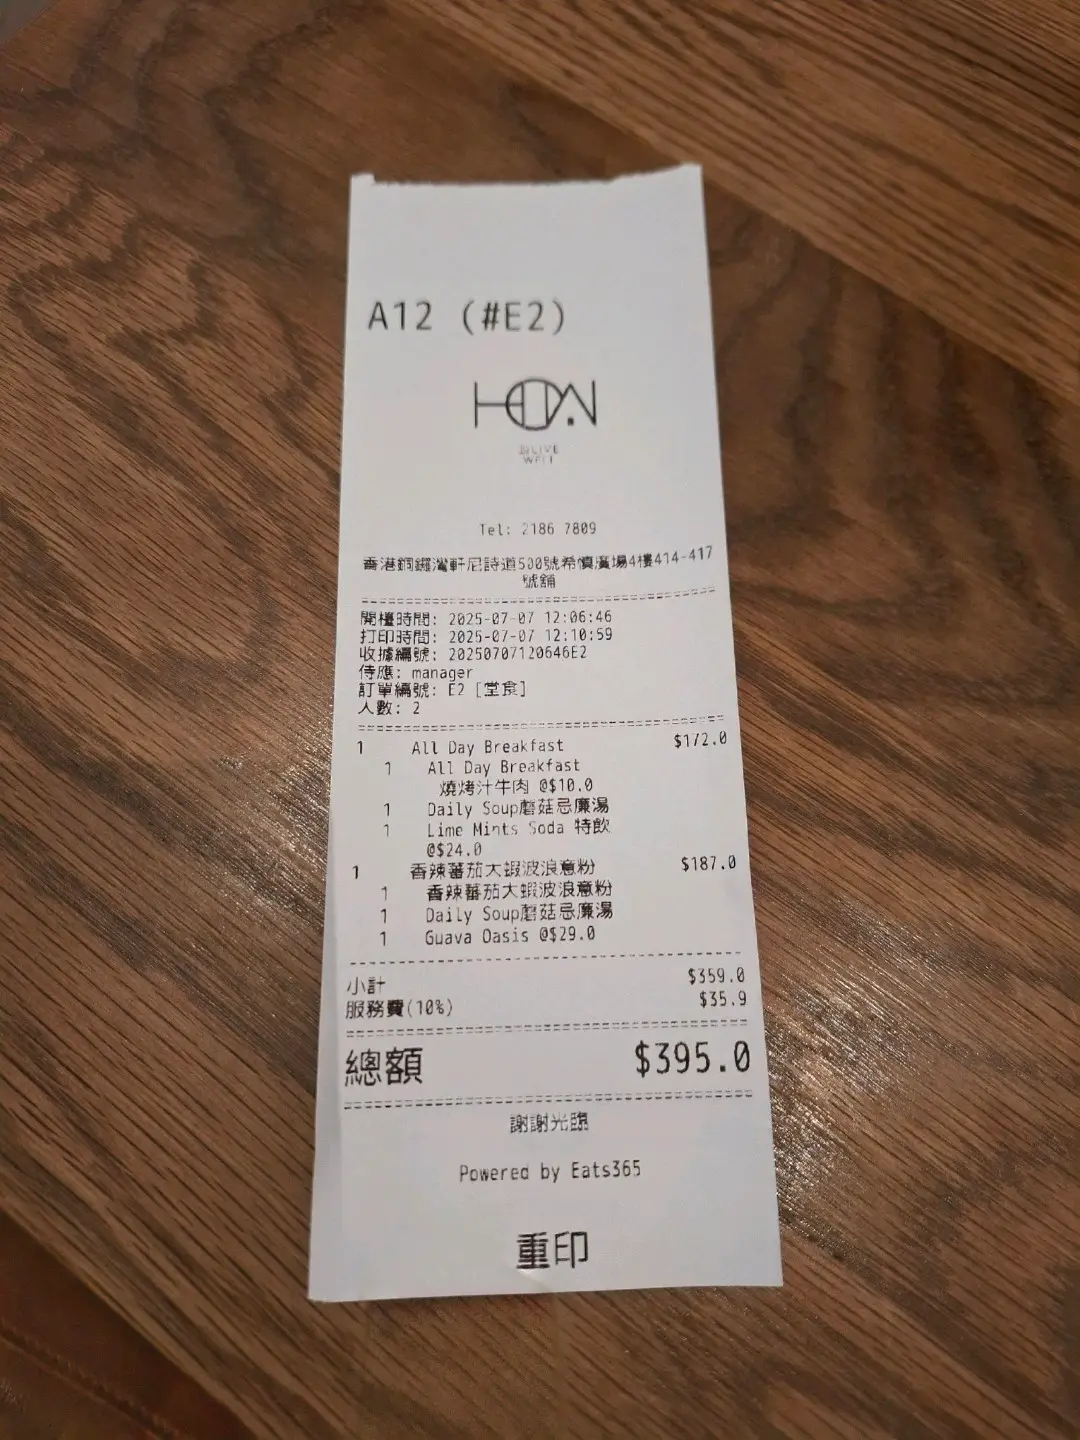 A12 (#E2)
HOON
LIVE
WELL
Tel: 2186 7809
香港銅鑼灣軒尼詩道500號希慎廣場4樓414-417
號舖
開檯時間: 2025-07-07 12:06:46
打印時間: 2025-07-07 12:10:59
收據編號: 20250707120646E2
侍應: manager
訂單編號: E2 [堂食]
人數: 2
1 All Day Breakfast $172.0
1 All Day Breakfast
燒烤汁牛肉 @$10.0
1 Daily Soup蘑菇忌廉湯
1 Lime Mints Soda 特飲
@$24.0
1 香辣蕃茄大蝦波浪意粉 $187.0
1 香辣蕃茄大蝦波浪意粉
1 Daily Soup蘑菇忌廉湯
1 Guava Oasis @$29.0
小計 $359.0
服務費(10%) $35.9
總額 $395.0
謝謝光臨
Powered by Eats365
重印